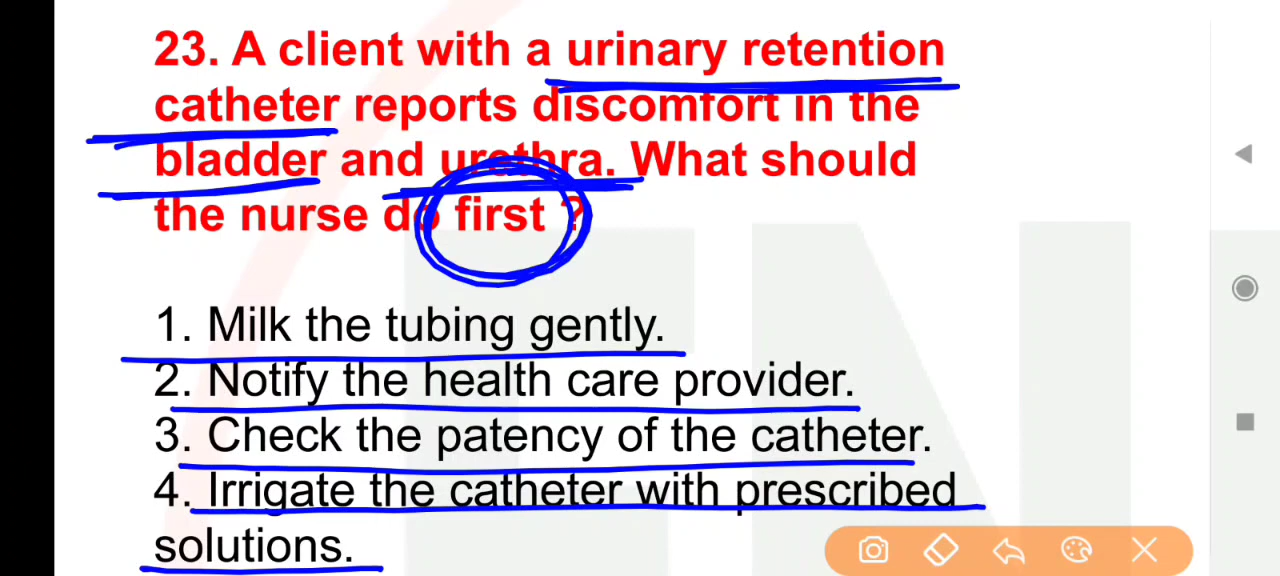 23. A client with a urinary retention
catheter reports discomfort in the
bladder and urethra. What should
the nurse do first ?
1. Milk the tubing gently.
2. Notify the health care provider.
3. Check the patency of the catheter.
4. Irrigate the catheter with prescribed
solutions.